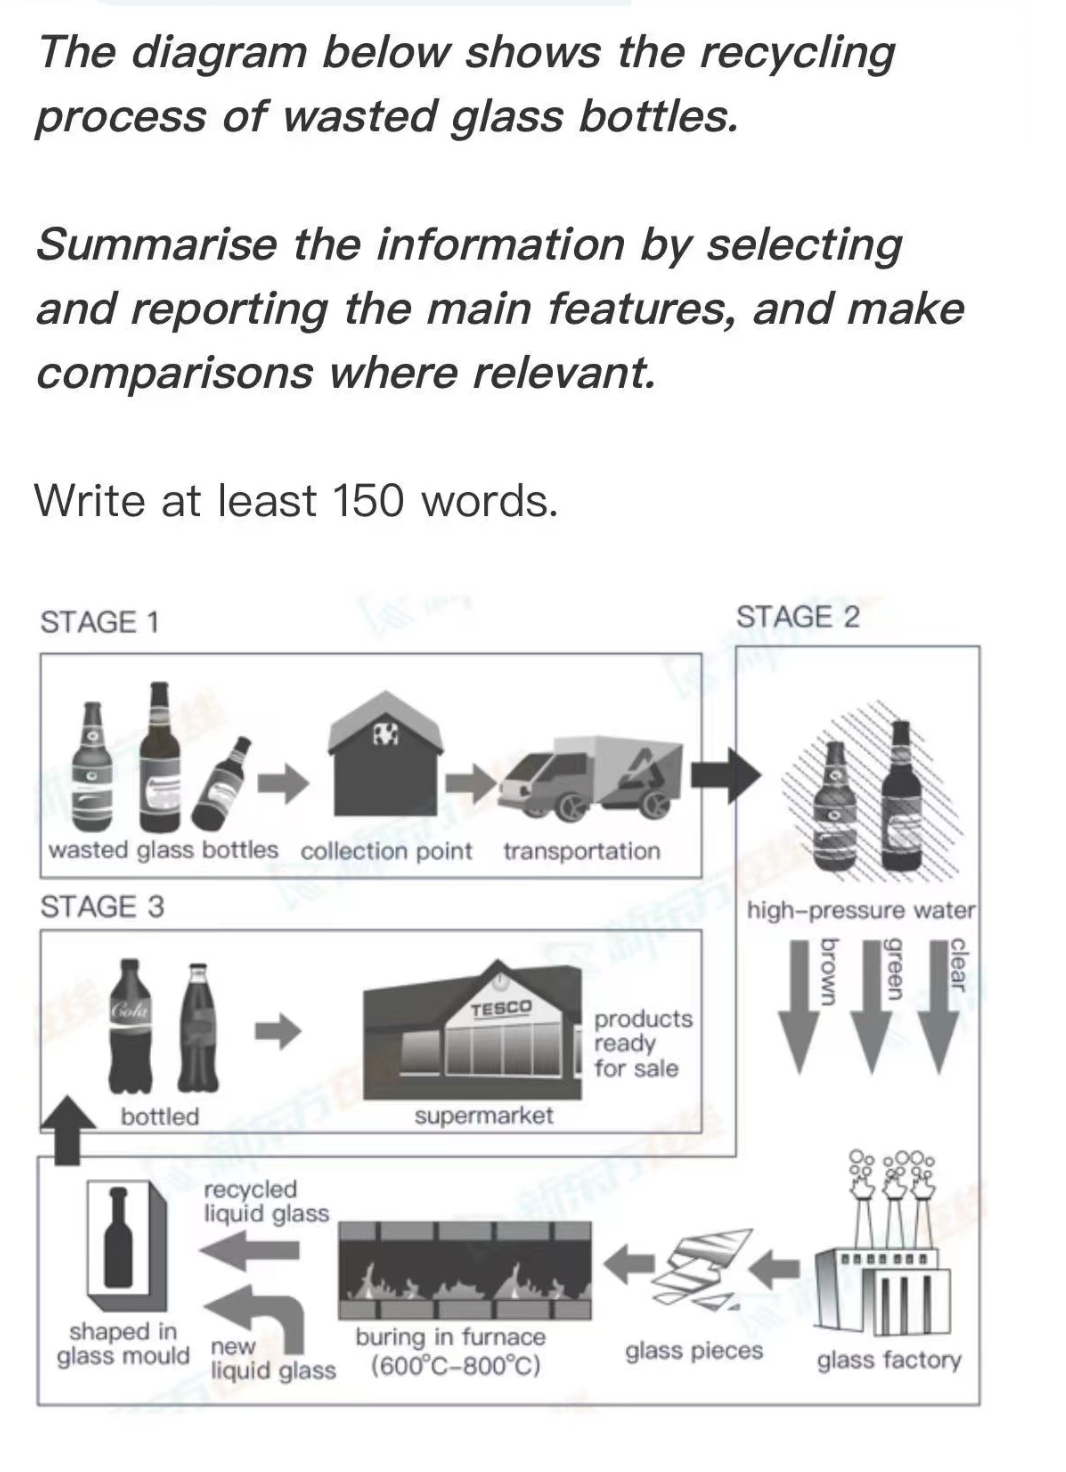 The diagram below shows the recycling
process of wasted glass bottles.
Summarise the information by selecting
and reporting the main features, and make
comparisons where relevant.
Write at least 150 words.
STAGE 1
wasted glass bottles
collection point
transportation
STAGE 2
high-pressure water
brown
green
clear
glass factory
glass pieces
buring in furnace
(600℃-800℃)
recycled
liquid glass
new
liquid glass
shaped in
glass mould
STAGE 3
Cola
bottled
TESCO
supermarket
products
ready
for sale